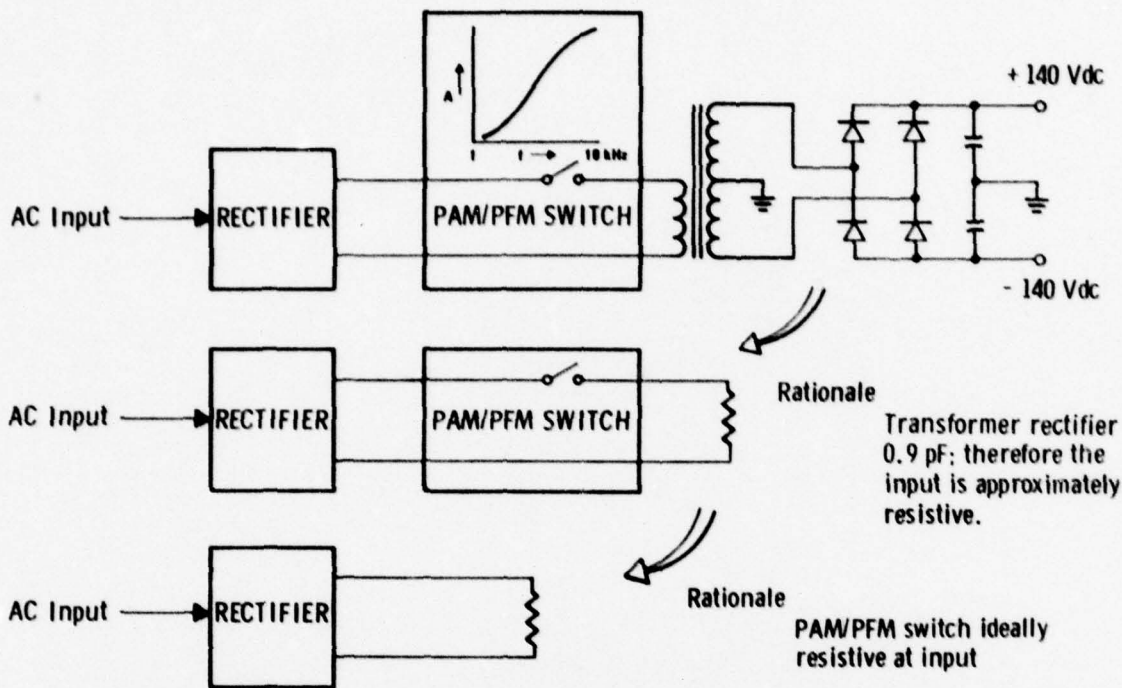 A
1 f 10 kHz
AC Input
RECTIFIER
PAM/PFM SWITCH
+ 140 Vdc
- 140 Vdc
AC Input
RECTIFIER
PAM/PFM SWITCH
Rationale
Transformer rectifier
0.9 pF; therefore the
input is approximately
resistive.
AC Input
RECTIFIER
Rationale
PAM/PFM switch ideally
resistive at input